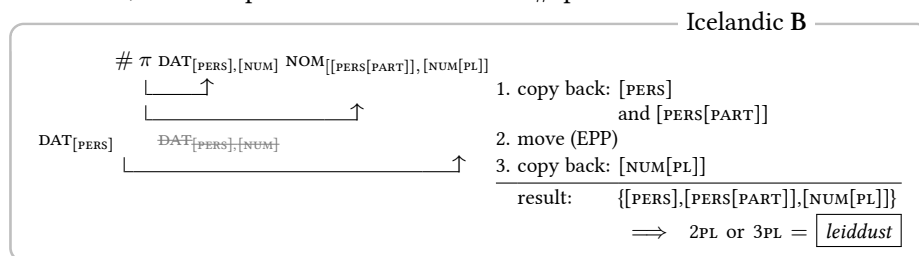 Icelandic B
# π DAT[PERS],[NUM] NOM[[PERS[PART]],[NUM[PL]]
1. copy back: [PERS]
and [PERS[PART]]
DAT[PERS] DAT[PERS],[NUM] 2. move (EPP)
3. copy back: [NUM[PL]]
result: {[PERS],[PERS[PART]],[NUM[PL]]}
⟹ 2PL or 3PL = leiddust